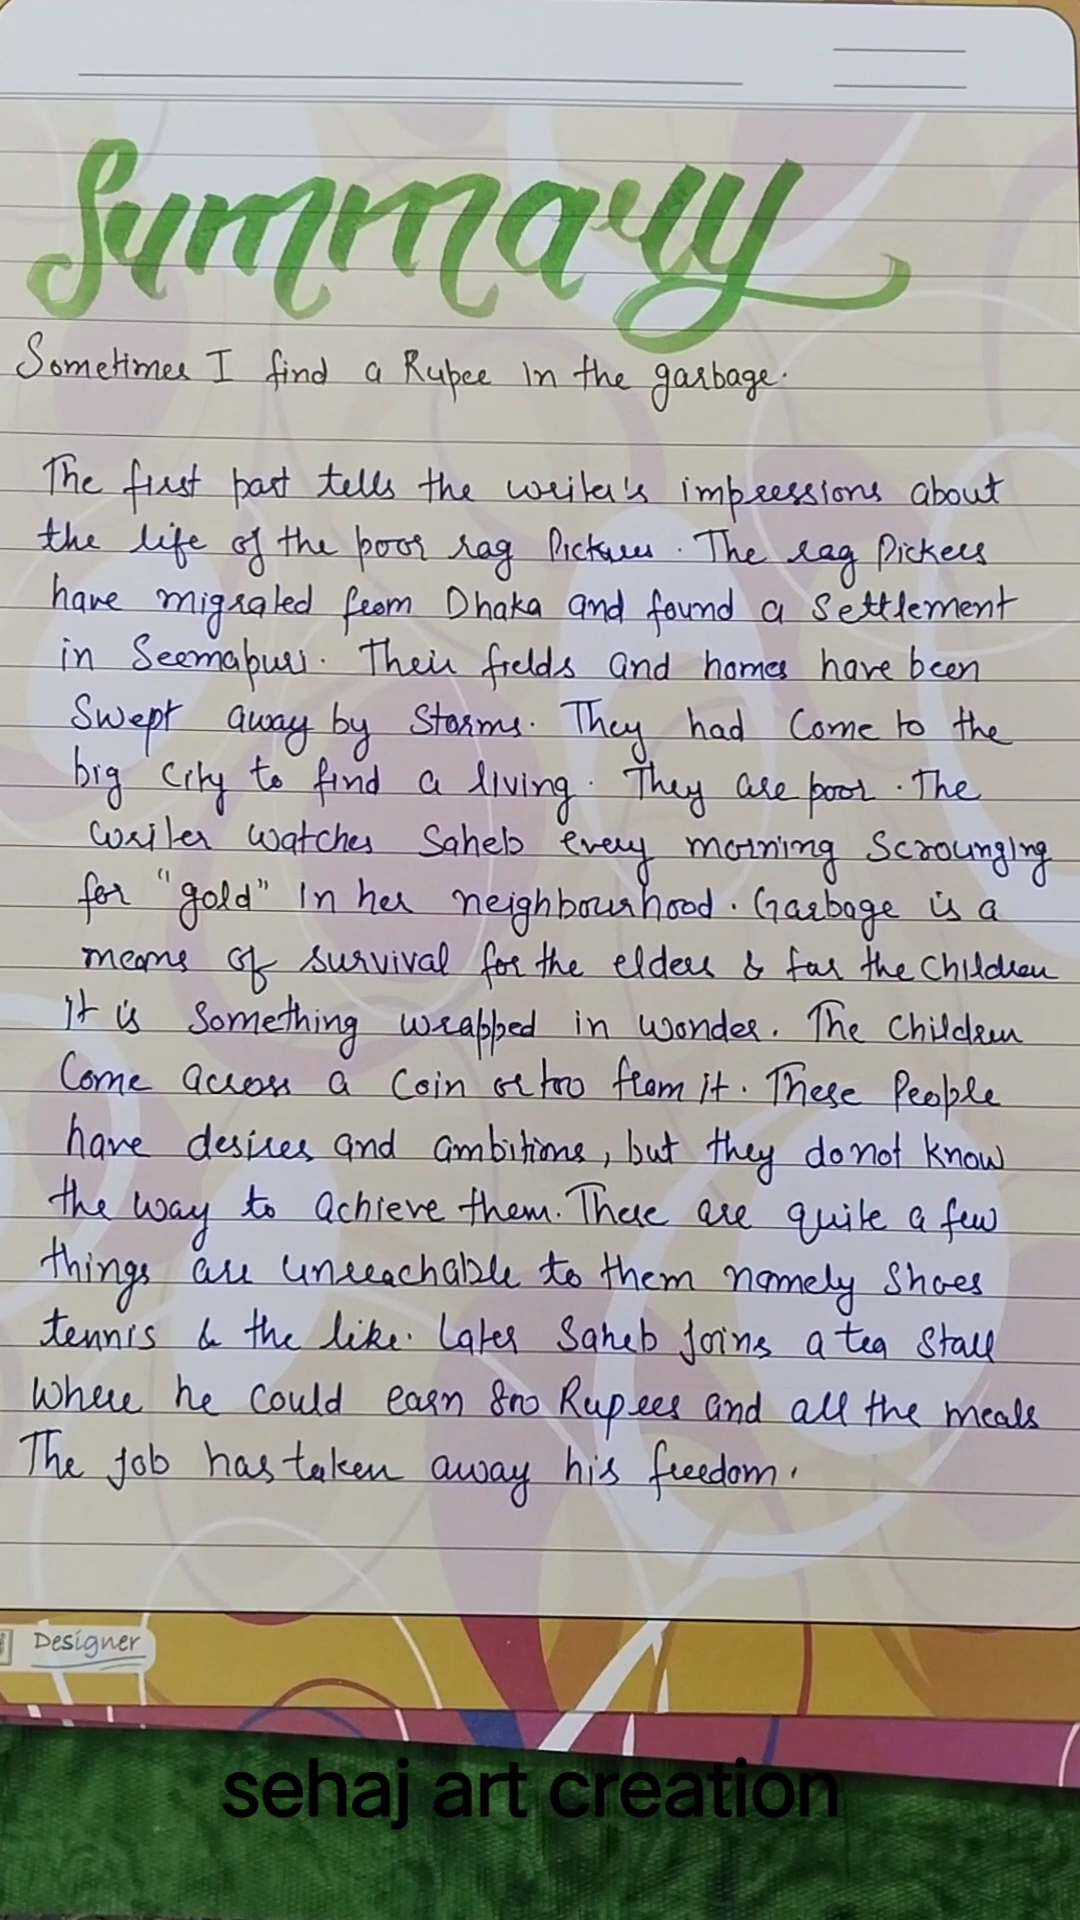 Summary
Sometimes I find a Rupee in the garbage.
The first part tells the writer's impressions about
the life of the poor rag Pickers. The rag Pickers
have migrated from Dhaka and found a Settlement
in Seemapuri. Their fields and homes have been
Swept away by Storms. They had Come to the
big City to find a living. They are poor. The
writer watches Saheb every morning Scrounging
for "gold" in her neighbourhood. Garbage is a
means of survival for the elders & for the Children
it is Something wrapped in wonder. The Children
Come across a Coin or two from it. These People
have desires and ambitions, but they do not know
the way to achieve them. There are quite a few
things are unreachable to them namely Shoes
tennis & the like. Later Saheb Joins a tea Stall
where he could earn 800 Rupees and all the meals
The Job has taken away his freedom.
Designer
sehaj art creation